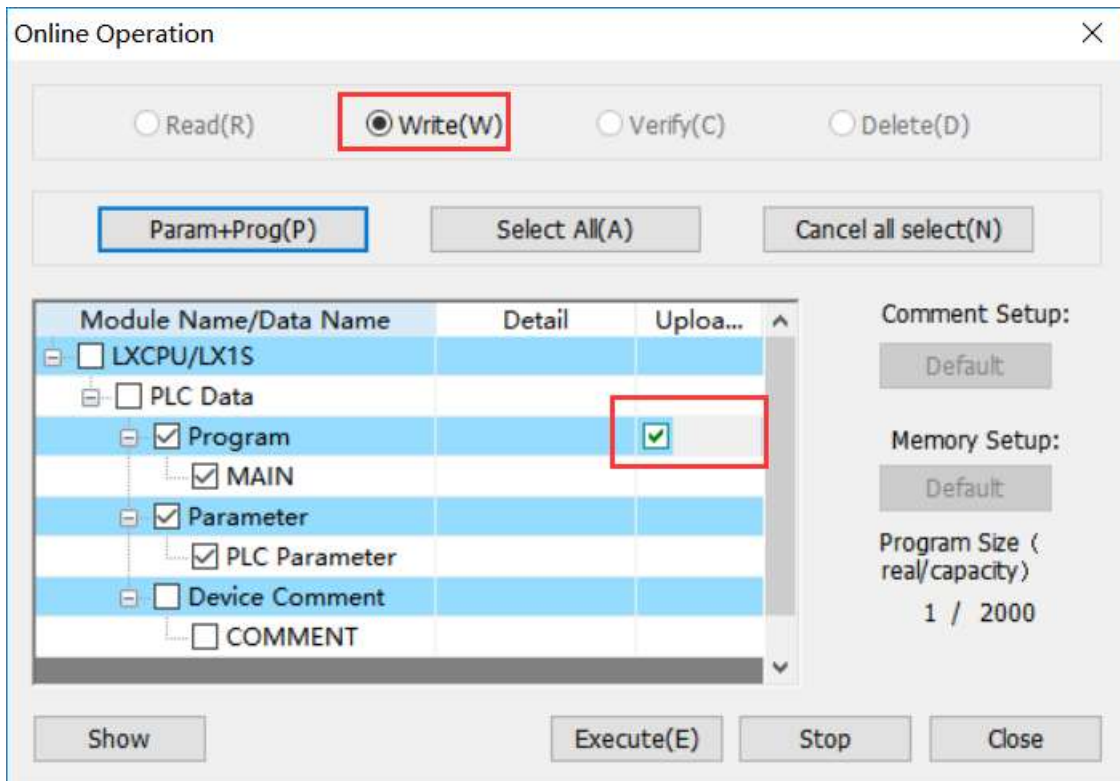 Online Operation
Read(R) Write(W) Verify(C) Delete(D)
Param+Prog(P) Select All(A) Cancel all select(N)
Module Name/Data Name Detail Uploa...
LXCPU/LX1S
PLC Data
Program
MAIN
Parameter
PLC Parameter
Device Comment
COMMENT
Comment Setup:
Default
Memory Setup:
Default
Program Size (
real/capacity)
1 / 2000
Show Execute(E) Stop Close